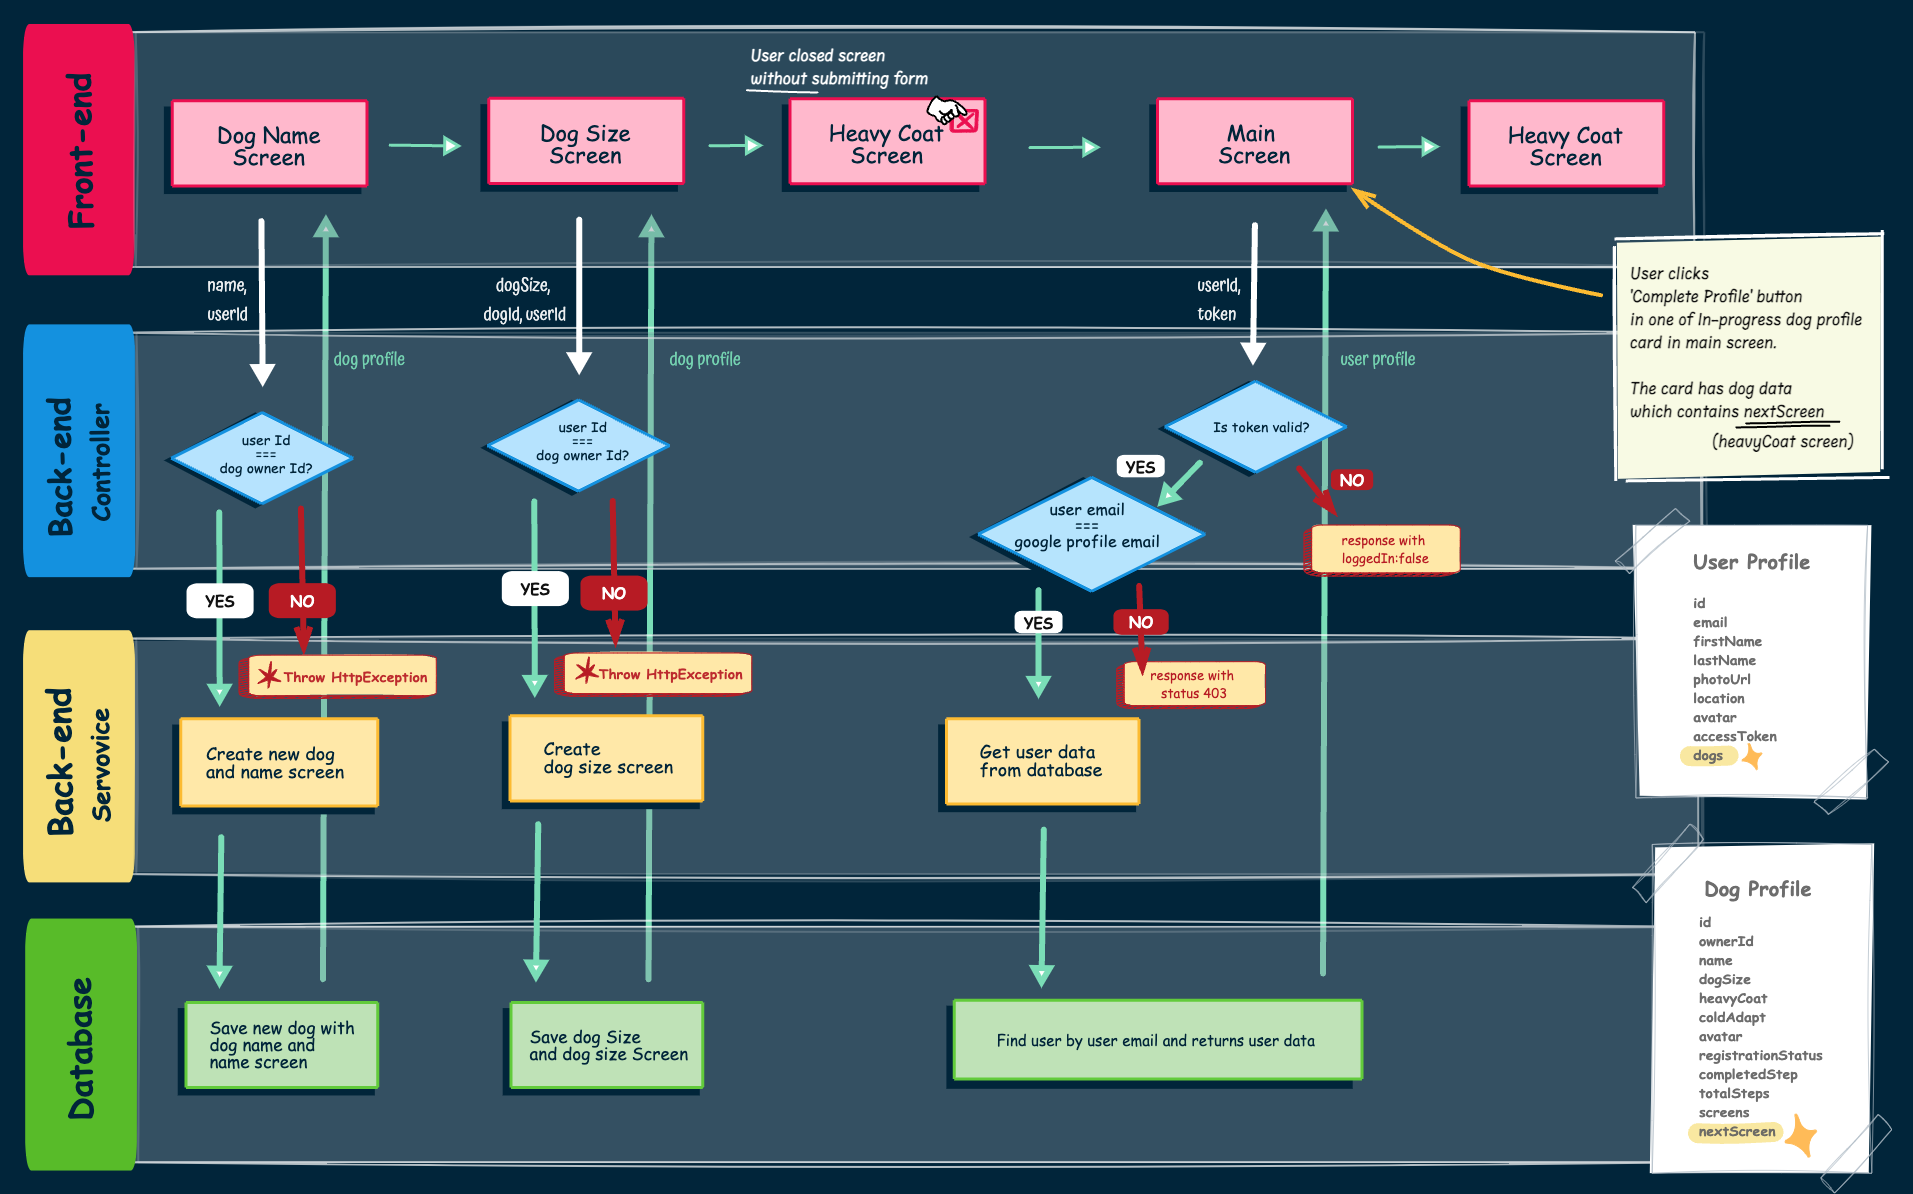 Front-end
User closed screen
without submitting form
Dog Name
Screen
Dog Size
Screen
Heavy Coat
Screen
Main
Screen
Heavy Coat
Screen
name,
userId
dogSize,
dogId, userId
userId,
token
User clicks
'Complete Profile' button
in one of In-progress dog profile
card in main screen.
The card has dog data
which contains nextScreen
(heavyCoat screen)
Back-end
Controller
dog profile
dog profile
user profile
user Id
===
dog owner Id?
user Id
===
dog owner Id?
Is token valid?
YES
NO
user email
===
google profile email
response with
loggedIn:false
YES
NO
YES
NO
YES
NO
Back-end
Servovice
Throw HttpException
Throw HttpException
response with
status 403
Create new dog
and name screen
Create
dog size screen
Get user data
from database
Database
Save new dog with
dog name and
name screen
Save dog Size
and dog size Screen
Find user by user email and returns user data
User Profile
id
email
firstName
lastName
photoUrl
location
avatar
accessToken
dogs
Dog Profile
id
ownerId
name
dogSize
heavyCoat
coldAdapt
avatar
registrationStatus
completedStep
totalSteps
screens
nextScreen